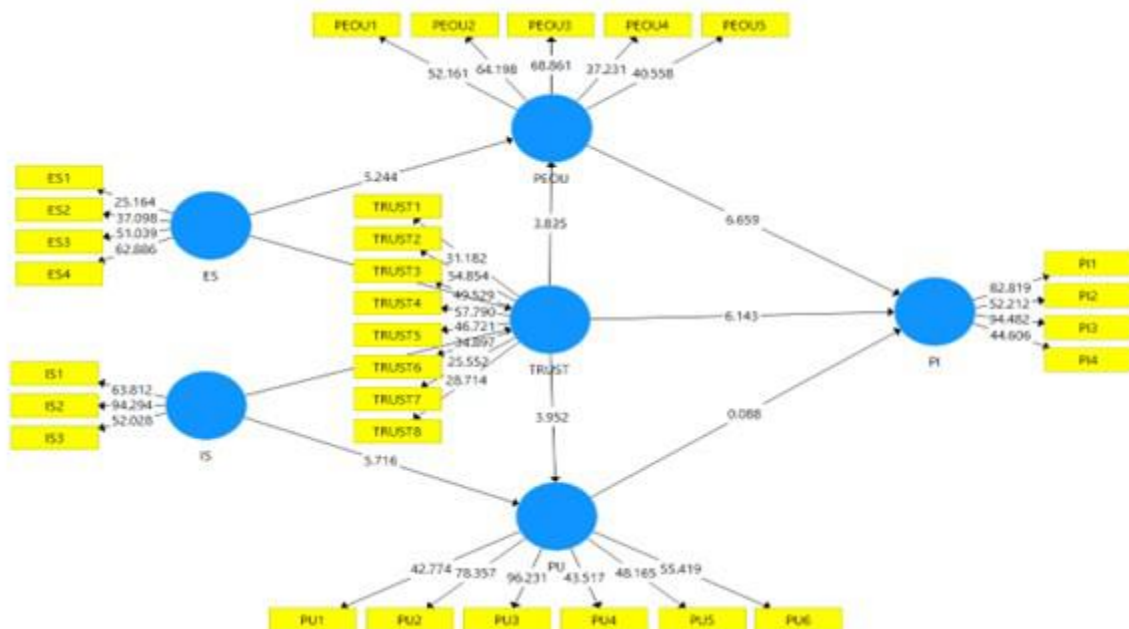 PEOU1 PEOU2 PEOU3 PEOU4 PEOU5
52.161 64.198 68.861 37.231 40.558
PEOU
ES1
ES2
ES3
ES4
25.164
37.098
51.039
62.886
ES
5.244
3.835
6.659
TRUST1
TRUST2
TRUST3
TRUST4
TRUST5
TRUST6
TRUST7
TRUST8
31.182
54.854
49.529
57.790
46.721
34.897
25.552
28.714
TRUST
6.143
PI1
PI2
PI3
PI4
82.819
52.212
94.482
44.606
PI
IS1
IS2
IS3
63.812
94.294
52.028
IS
3.952
0.088
5.716
PU
42.774 78.357 96.231 43.517 48.165 55.419
PU1 PU2 PU3 PU4 PU5 PU6